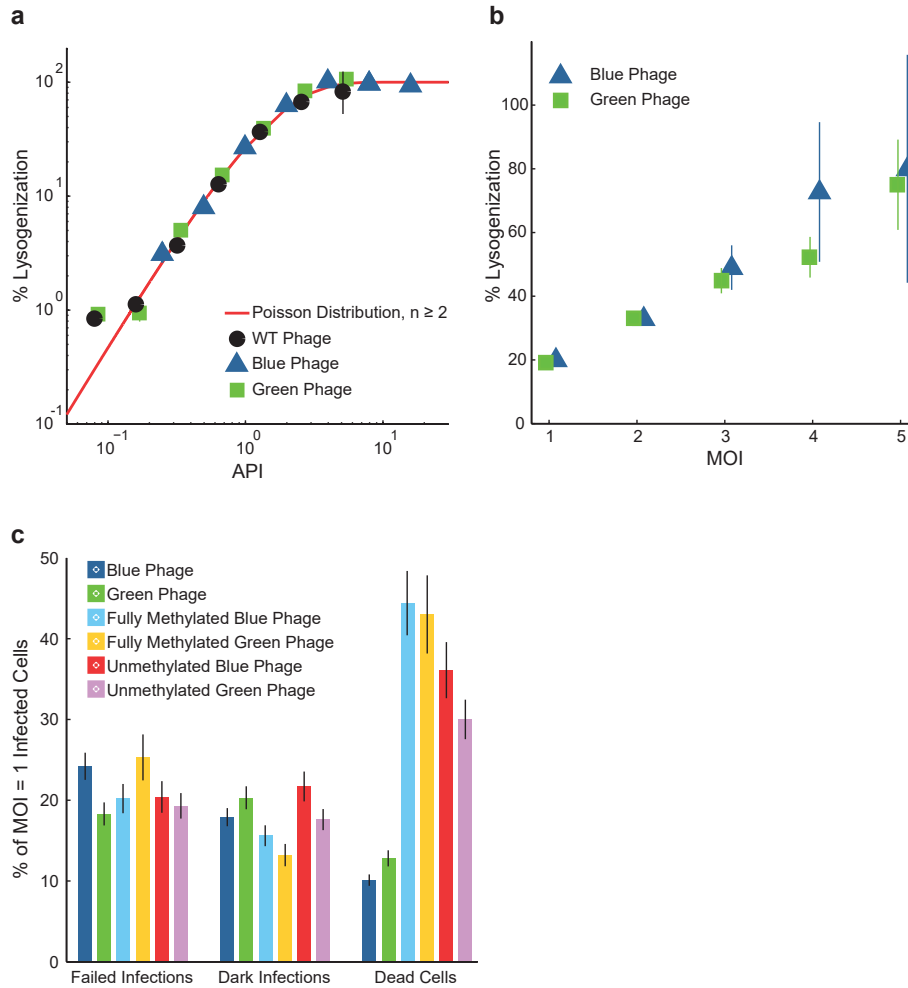 a
% Lysogenization
10²
10¹
10⁰
10⁻¹
10⁻¹
10⁰
10¹
API
Poisson Distribution, n ≥ 2
WT Phage
Blue Phage
Green Phage
b
% Lysogenization
100
80
60
40
20
0
1
2
3
4
5
MOI
Blue Phage
Green Phage
c
% of MOI = 1 Infected Cells
50
40
30
20
10
0
Blue Phage
Green Phage
Fully Methylated Blue Phage
Fully Methylated Green Phage
Unmethylated Blue Phage
Unmethylated Green Phage
Failed Infections
Dark Infections
Dead Cells